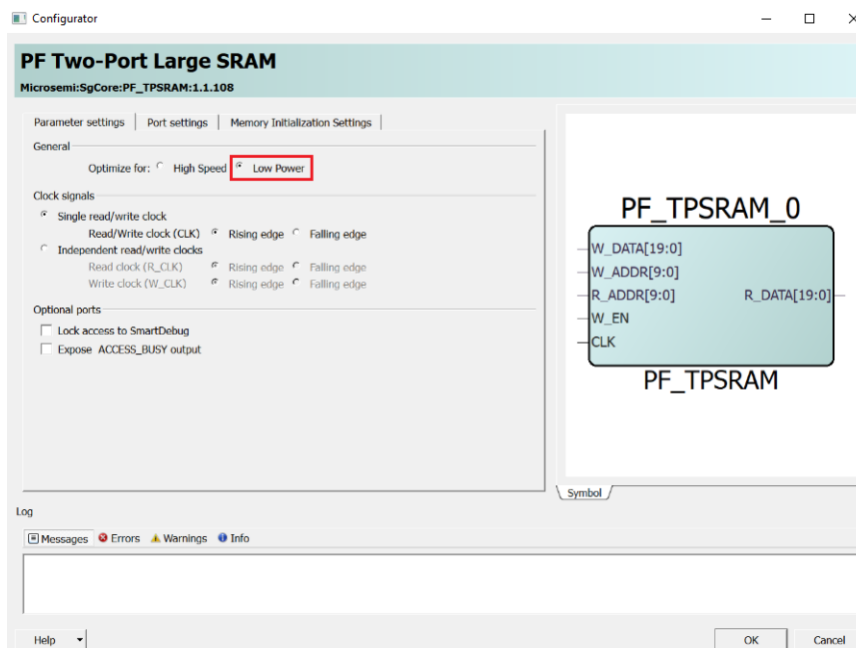 Configurator
PF Two-Port Large SRAM
Microsemi:SgCore:PF_TPSRAM:1.1.108
Parameter settings Port settings Memory Initialization Settings
General
Optimize for: High Speed Low Power
Clock signals
Single read/write clock
Read/Write clock (CLK) Rising edge Falling edge
Independent read/write clocks
Read clock (R_CLK) Rising edge Falling edge
Write clock (W_CLK) Rising edge Falling edge
Optional ports
Lock access to SmartDebug
Expose ACCESS_BUSY output
PF_TPSRAM_0
W_DATA[19:0]
W_ADDR[9:0]
R_ADDR[9:0] R_DATA[19:0]
W_EN
CLK
PF_TPSRAM
Symbol
Log
Messages Errors Warnings Info
Help OK Cancel